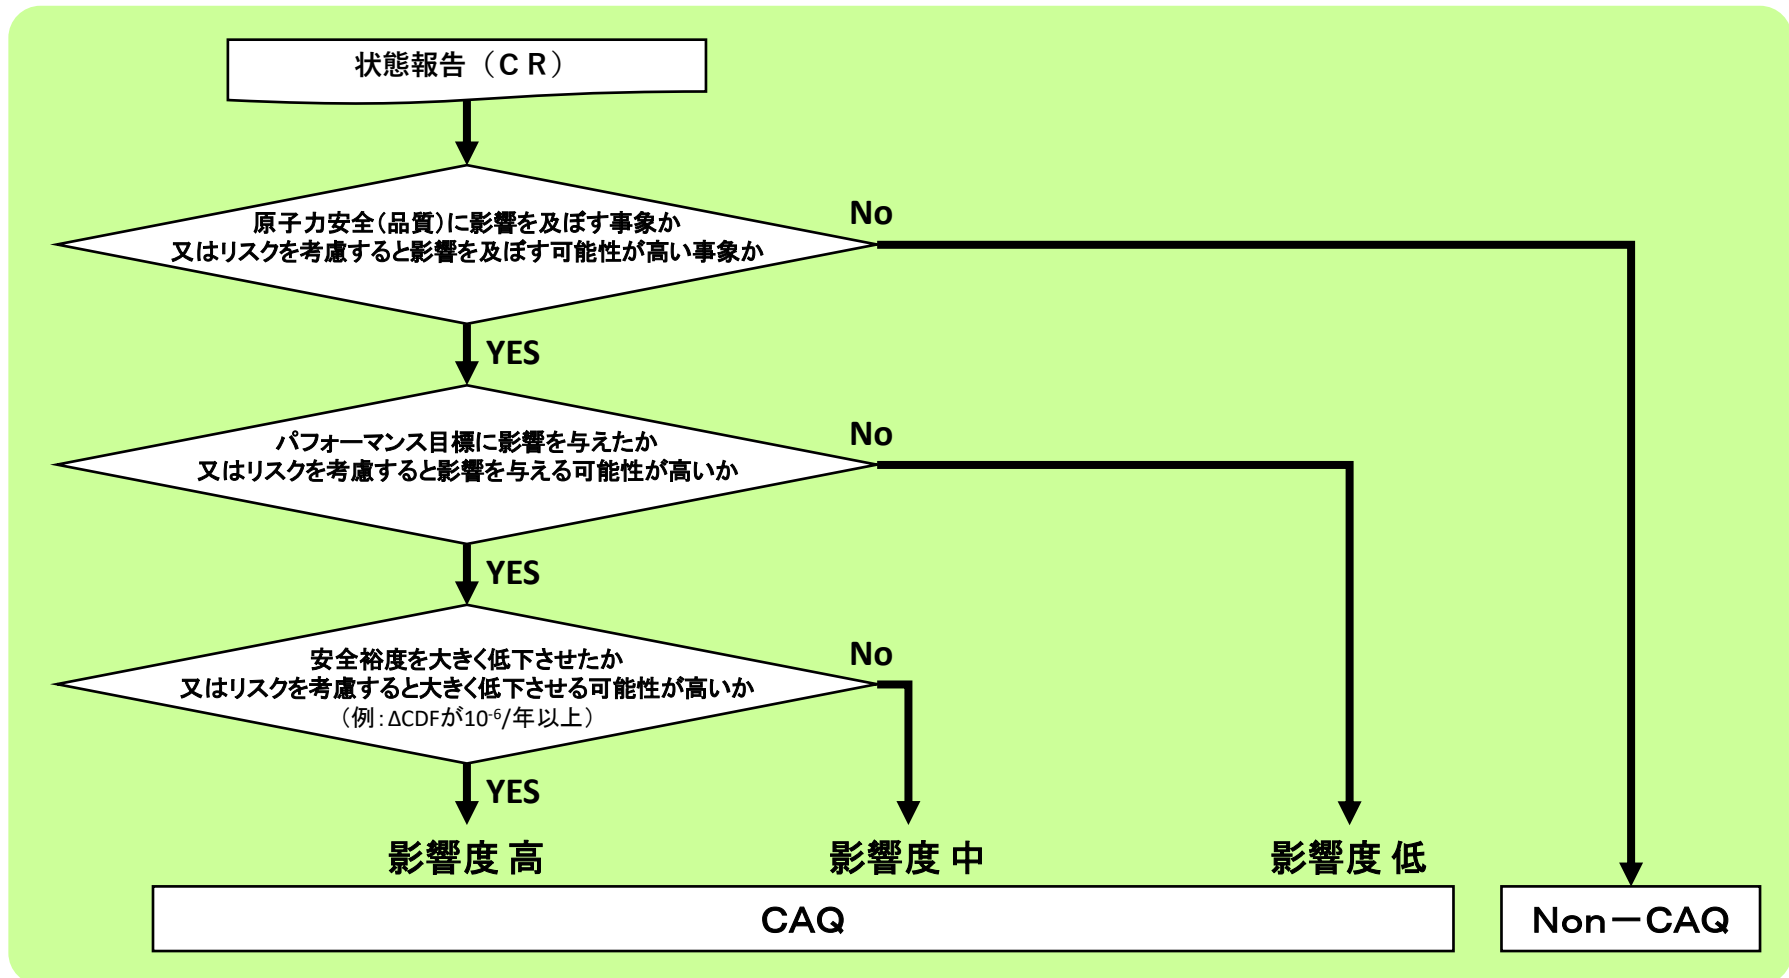 状態報告（ＣＲ）
原子力安全（品質）に影響を及ぼす事象か
又はリスクを考慮すると影響を及ぼす可能性が高い事象か
No
YES
パフォーマンス目標に影響を与えたか
又はリスクを考慮すると影響を与える可能性が高いか
No
YES
安全裕度を大きく低下させたか
又はリスクを考慮すると大きく低下させる可能性が高いか
（例：ΔCDFが10⁻⁶/年以上）
No
YES
影響度 高
影響度 中
影響度 低
ＣＡＱ
Ｎｏｎ－ＣＡＱ